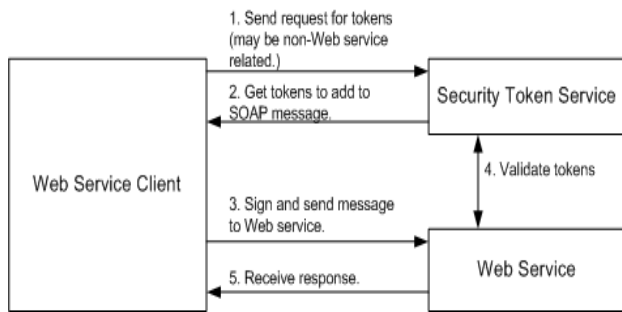 1. Send request for tokens
(may be non-Web service
related.)
2. Get tokens to add to
SOAP message.
Security Token Service
Web Service Client
4. Validate tokens
3. Sign and send message
to Web service.
5. Receive response.
Web Service